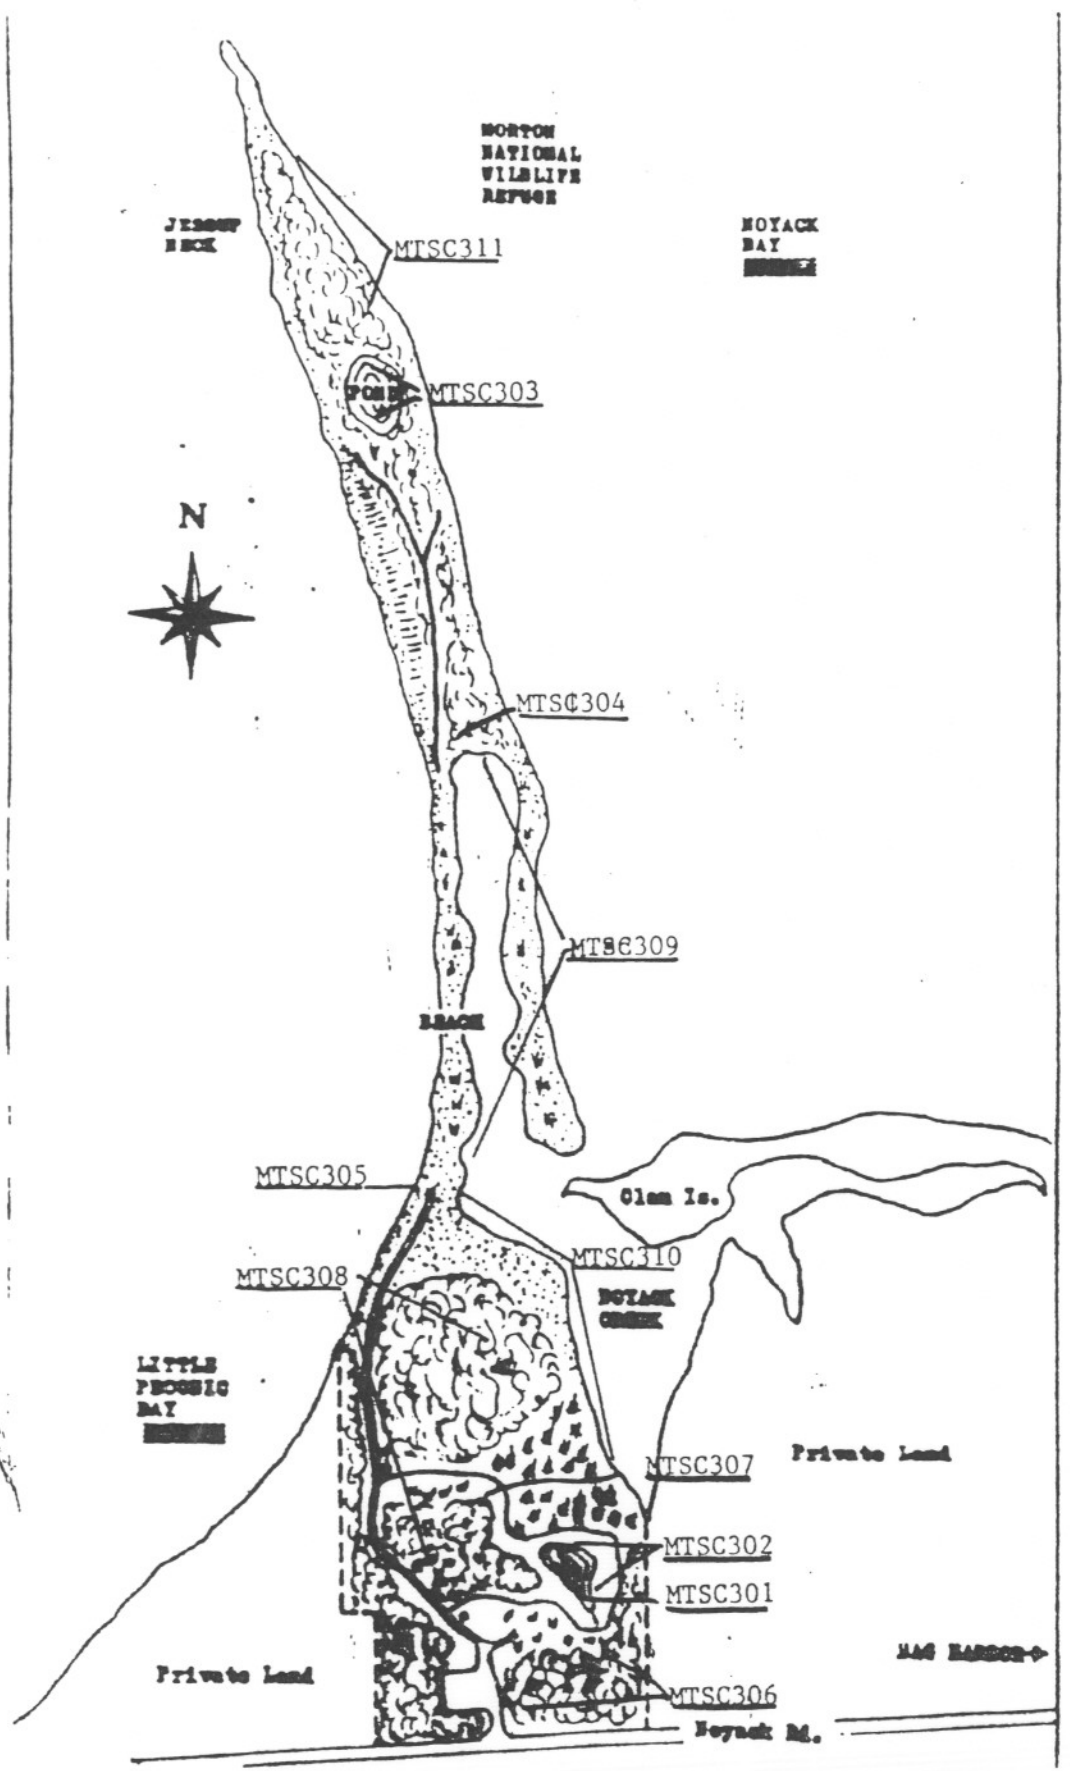 MORTON
NATIONAL
WILDLIFE
REFUGE
JESSUP
NECK
NOYACK
BAY
MTSC311
POND
MTSC303
N
MTSC304
MTSC309
BEACH
MTSC305
Clam Is.
MTSC310
MTSC308
NOYACK
CREEK
LITTLE
PECONIC
BAY
Private Land
MTSC307
MTSC302
MTSC301
SAG HARBOR
Private Land
MTSC306
Noyack Rd.